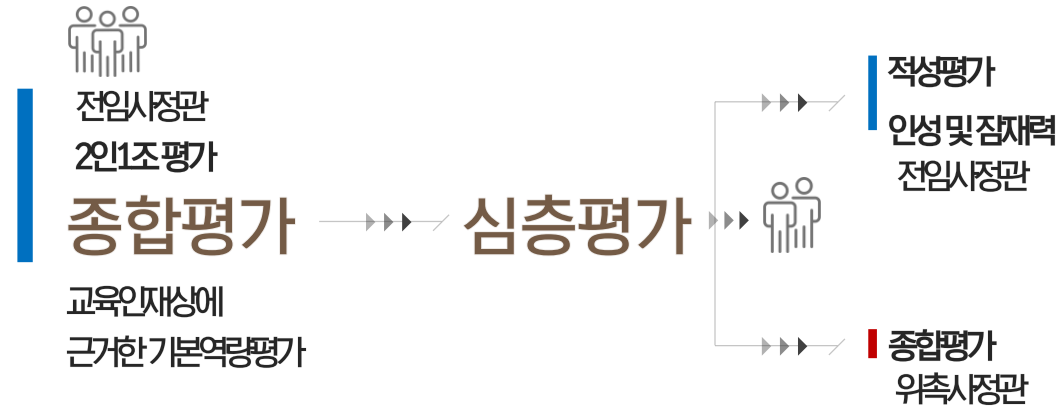 전임사정관
2인1조 평가
종합평가
교육인재상에
근거한 기본역량평가
심층평가
적성평가
인성 및 잠재력
전임사정관
종합평가
위촉사정관